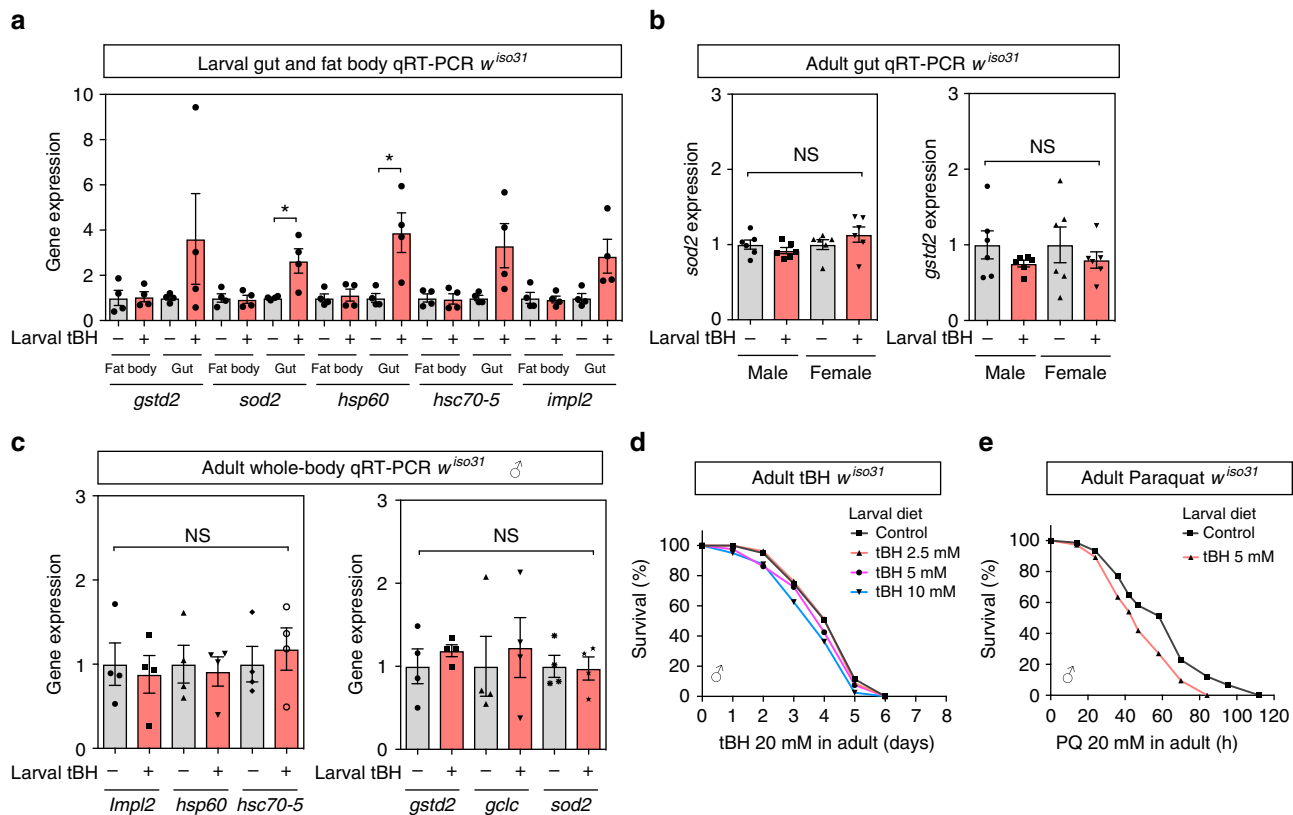 a
Larval gut and fat body qRT-PCR w^iso31
Gene expression
10
8
6
4
2
0
* *
Larval tBH − + − + − + − + − + − + − + − + − + − +
Fat body Gut Fat body Gut Fat body Gut Fat body Gut Fat body Gut
gstd2 sod2 hsp60 hsc70-5 impl2
b
Adult gut qRT-PCR w^iso31
sod2 expression
3
2
1
0
NS
Larval tBH − + − +
Male Female
gstd2 expression
3
2
1
0
NS
Larval tBH − + − +
Male Female
c
Adult whole-body qRT-PCR w^iso31 ♂
Gene expression
3
2
1
0
NS
Larval tBH − + − + − +
Impl2 hsp60 hsc70-5
Gene expression
3
2
1
0
NS
Larval tBH − + − + − +
gstd2 gclc sod2
d
Adult tBH w^iso31
Larval diet
Control
tBH 2.5 mM
tBH 5 mM
tBH 10 mM
Survival (%)
100
80
60
40
20
0
♂
0 1 2 3 4 5 6 7 8
tBH 20 mM in adult (days)
e
Adult Paraquat w^iso31
Larval diet
Control
tBH 5 mM
Survival (%)
100
80
60
40
20
0
♂
0 20 40 60 80 100 120
PQ 20 mM in adult (h)